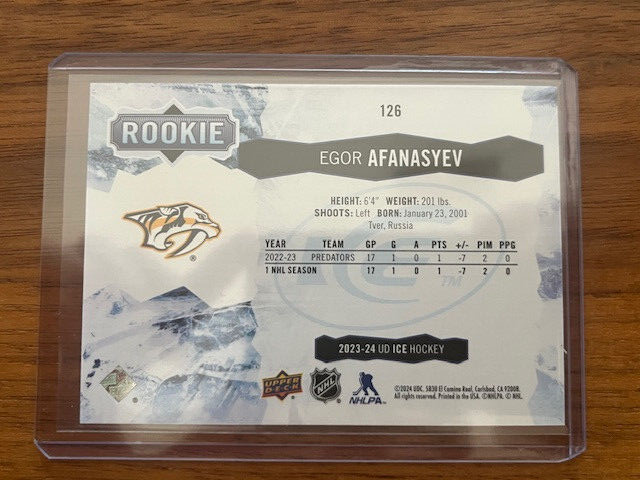 126
ROOKIE
EGOR AFANASYEV
HEIGHT: 6'4" WEIGHT: 201 lbs.
SHOOTS: Left BORN: January 23, 2001
Tver, Russia
YEAR TEAM GP G A PTS +/- PIM PPG
2022-23 PREDATORS 17 1 0 1 -7 2 0
1 NHL SEASON 17 1 0 1 -7 2 0
ICE TM
2023-24 UD ICE HOCKEY
UPPER DECK
NHL
NHLPA
©2024 UDC, 5830 El Camino Real, Carlsbad, CA 92008.
All rights reserved. Printed in the USA. ©NHLPA. © NHL.